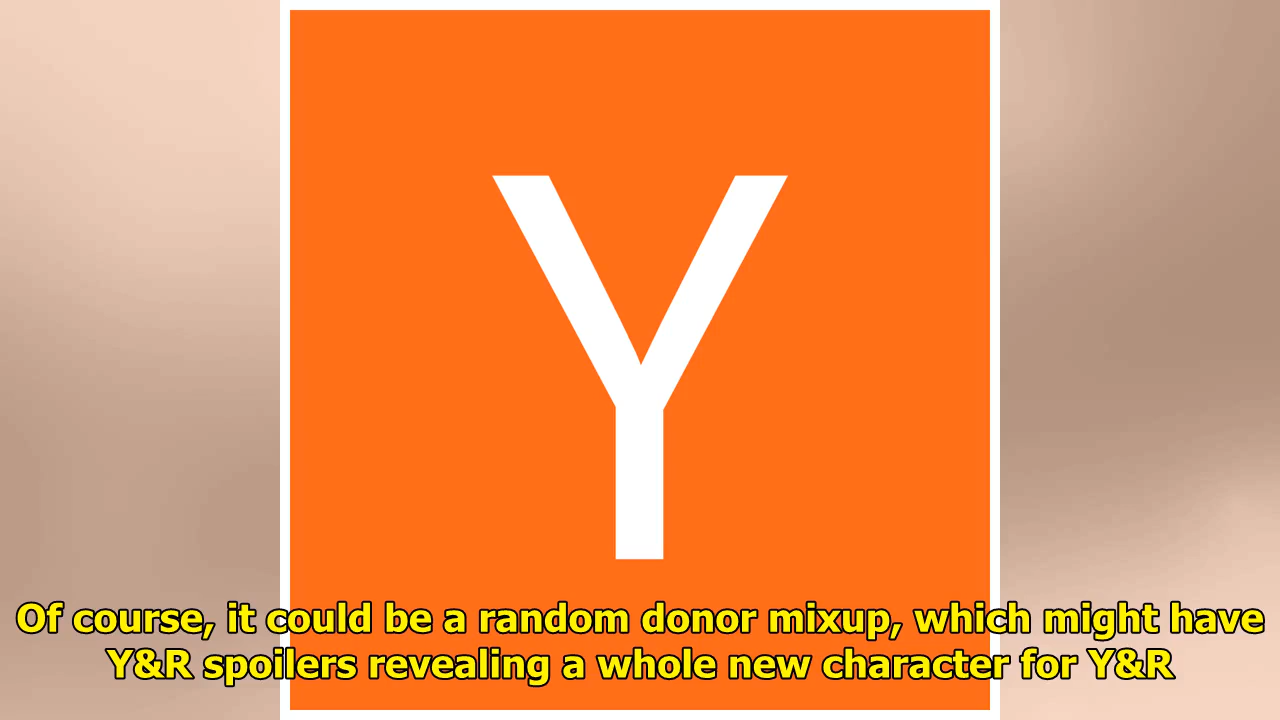 Y
Of course, it could be a random donor mixup, which might have
Y&R spoilers revealing a whole new character for Y&R